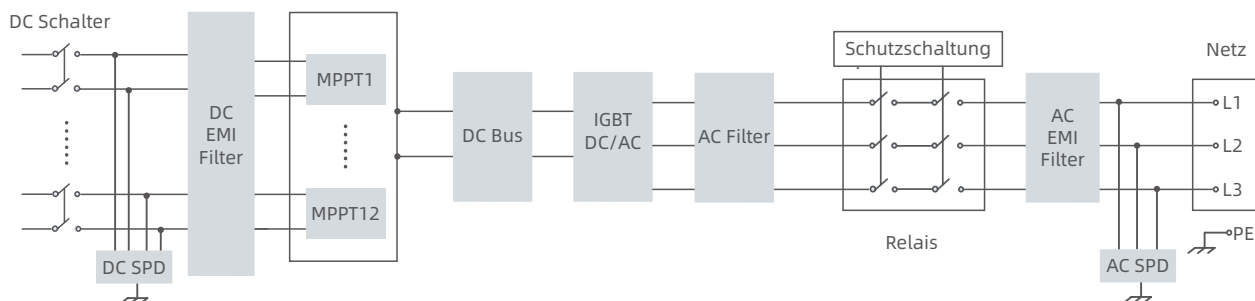 DC Schalter
DC
EMI
Filter
DC SPD
MPPT1
MPPT12
DC Bus
IGBT
DC/AC
AC Filter
Schutzschaltung
Relais
AC
EMI
Filter
AC SPD
Netz
L1
L2
L3
PE